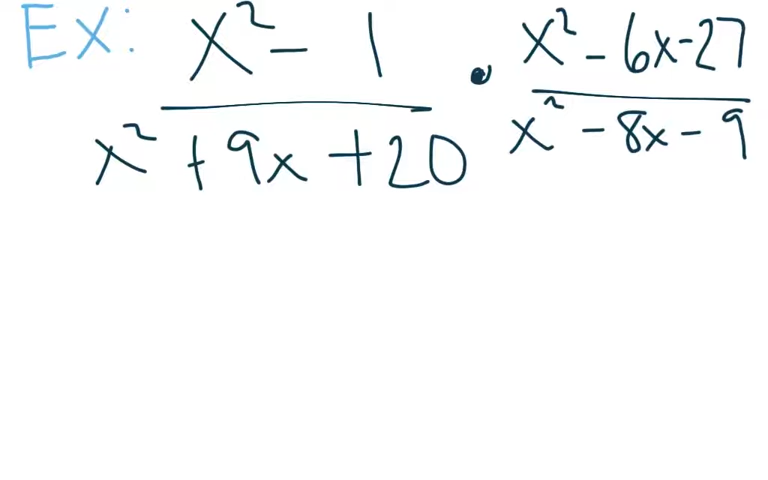 Ex: x² - 1 · x² - 6x - 27
x² + 9x + 20 x² - 8x - 9